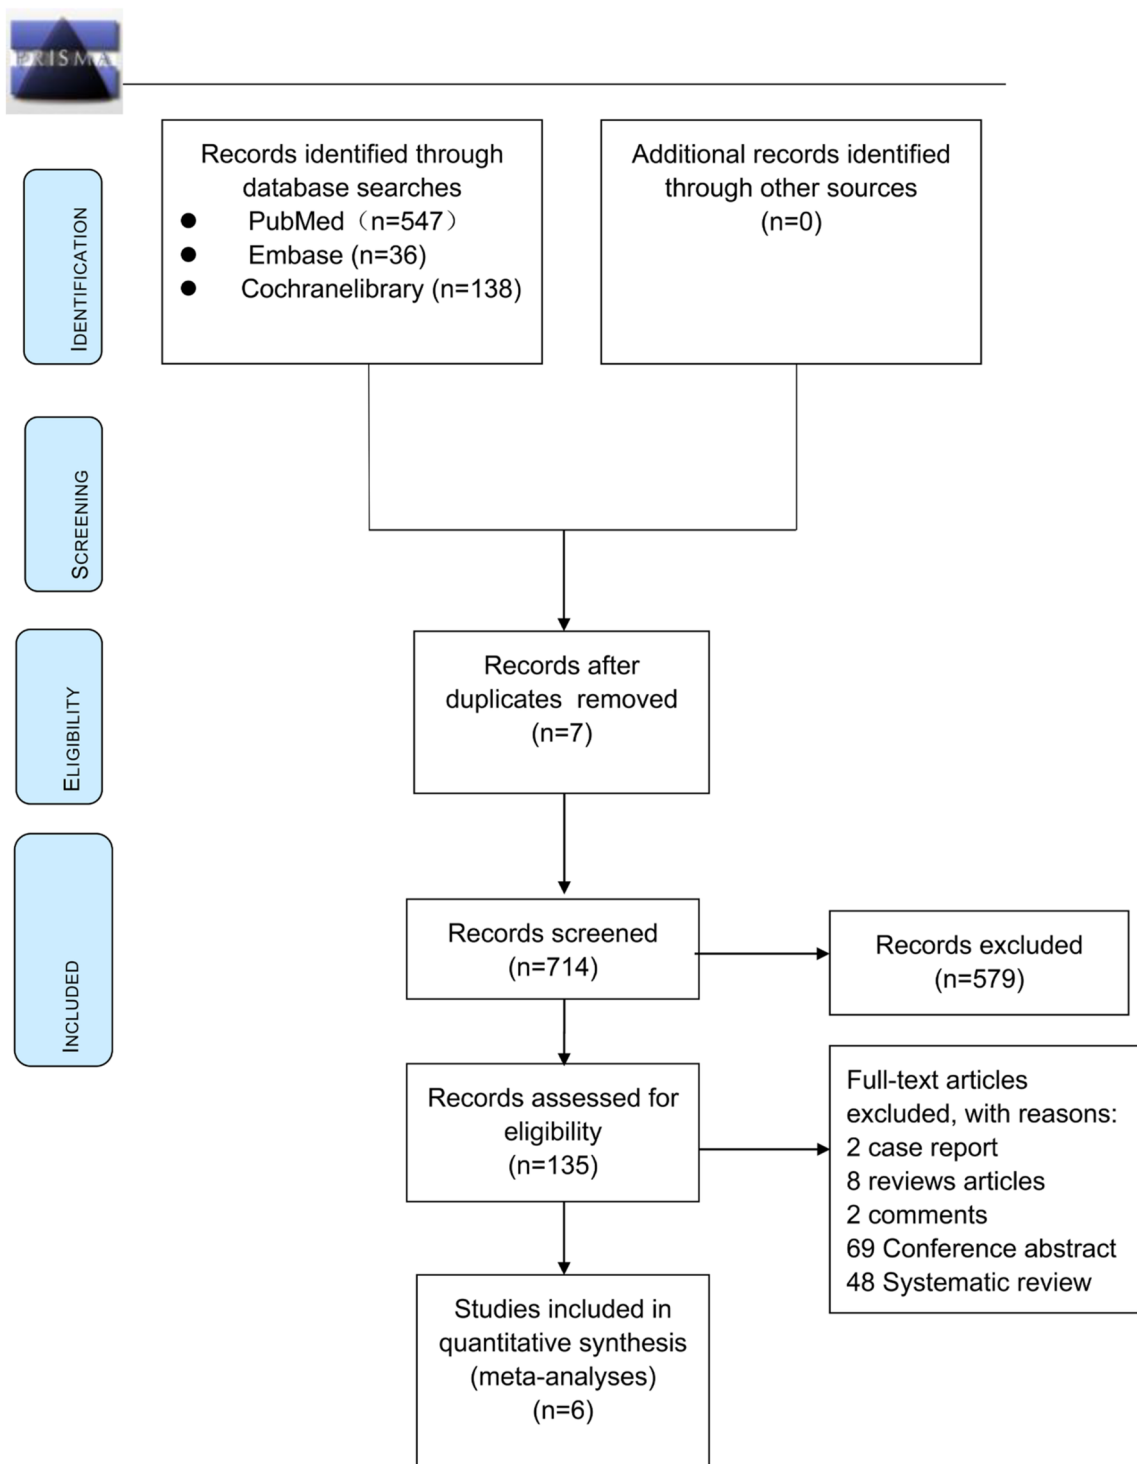 PRISMA
Records identified through
database searches
● PubMed（n=547）
● Embase (n=36)
● Cochranelibrary (n=138)
Additional records identified
through other sources
(n=0)
IDENTIFICATION
SCREENING
Records after
duplicates removed
(n=7)
ELIGIBILITY
Records screened
(n=714)
Records excluded
(n=579)
INCLUDED
Records assessed for
eligibility
(n=135)
Full-text articles
excluded, with reasons:
2 case report
8 reviews articles
2 comments
69 Conference abstract
48 Systematic review
Studies included in
quantitative synthesis
(meta-analyses)
(n=6)